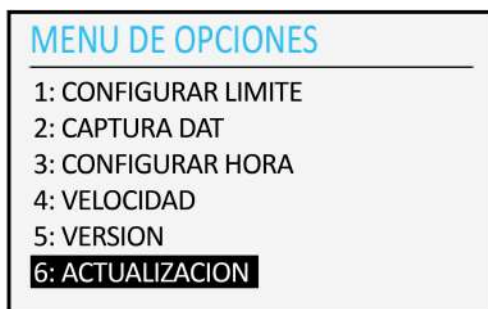 MENU DE OPCIONES
1: CONFIGURAR LIMITE
2: CAPTURA DAT
3: CONFIGURAR HORA
4: VELOCIDAD
5: VERSION
6: ACTUALIZACION